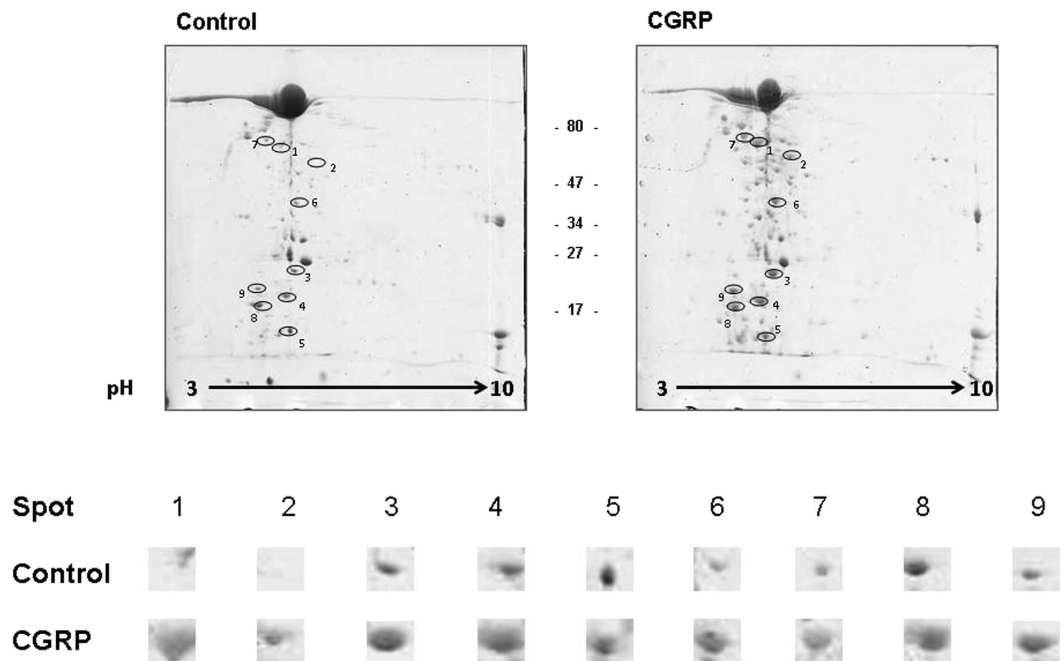 Control CGRP
80 -
7 1 2 7 1 2
47 -
6 6
34 -
27 -
3 3
9 4 9 4
17 -
8 8
5 5
pH 3 10 3 10
Spot 1 2 3 4 5 6 7 8 9
Control
CGRP